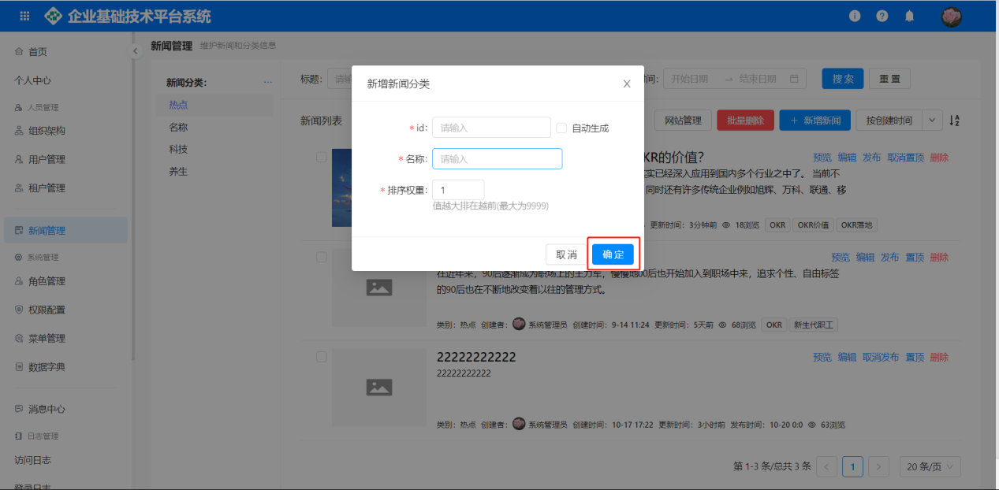 企业基础技术平台系统
首页
个人中心
人员管理
组织架构
用户管理
租户管理
新闻管理
系统管理
角色管理
权限配置
菜单管理
数据字典
消息中心
日志管理
访问日志
登录日志
新闻管理 维护新闻和分类信息
新闻分类: ...
热点
名称
科技
养生
标题: 请输
间: 开始日期 → 结束日期 搜索 重置
新闻列表 网站管理 批量删除 + 新增新闻 按创建时间
新增新闻分类
* id: 请输入 自动生成
* 名称: 请输入
* 排序权重: 1
值越大排在越前(最大为9999)
取消 确定
KR的价值? 预览 编辑 发布 取消置顶 删除
实已经深入应用到国内多个行业之中了。 当前不
同时还有许多传统企业例如旭辉、万科、联通、移
更新时间: 3分钟前 18浏览 OKR OKR价值 OKR落地
预览 编辑 发布 置顶 删除
在近年来, 90后逐渐成为职场上的主力军, 慢慢地00后也开始加入到职场中来, 追求个性、自由标签
的90后也在不断地改变着以往的管理方式。
类别: 热点 创建者: 系统管理员 创建时间: 9-14 11:24 更新时间: 5天前 68浏览 OKR 新生代职工
22222222222 预览 编辑 取消发布 置顶 删除
22222222222
类别: 热点 创建者: 系统管理员 创建时间: 10-17 17:22 更新时间: 3小时前 发布时间: 10-20 0:0 63浏览
第 1-3 条/总共 3 条 < 1 > 20 条/页